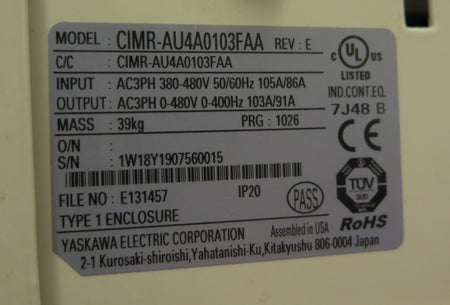 MODEL : CIMR-AU4A0103FAA REV : E
C/C : CIMR-AU4A0103FAA
INPUT : AC3PH 380-480V 50/60Hz 105A/86A
OUTPUT : AC3PH 0-480V 0-400Hz 103A/91A
MASS : 39kg PRG : 1026
O/N :
S/N : 1W18Y1907560015
FILE NO : E131457 IP20
TYPE 1 ENCLOSURE
PASS
Assembled in USA
YASKAWA ELECTRIC CORPORATION
2-1 Kurosaki-shiroishi,Yahatanishi-Ku,Kitakyushu 806-0004 Japan
C UL US
LISTED
IND.CONT.EQ.
7J48 B
CE
TÜV
SUD
RoHS